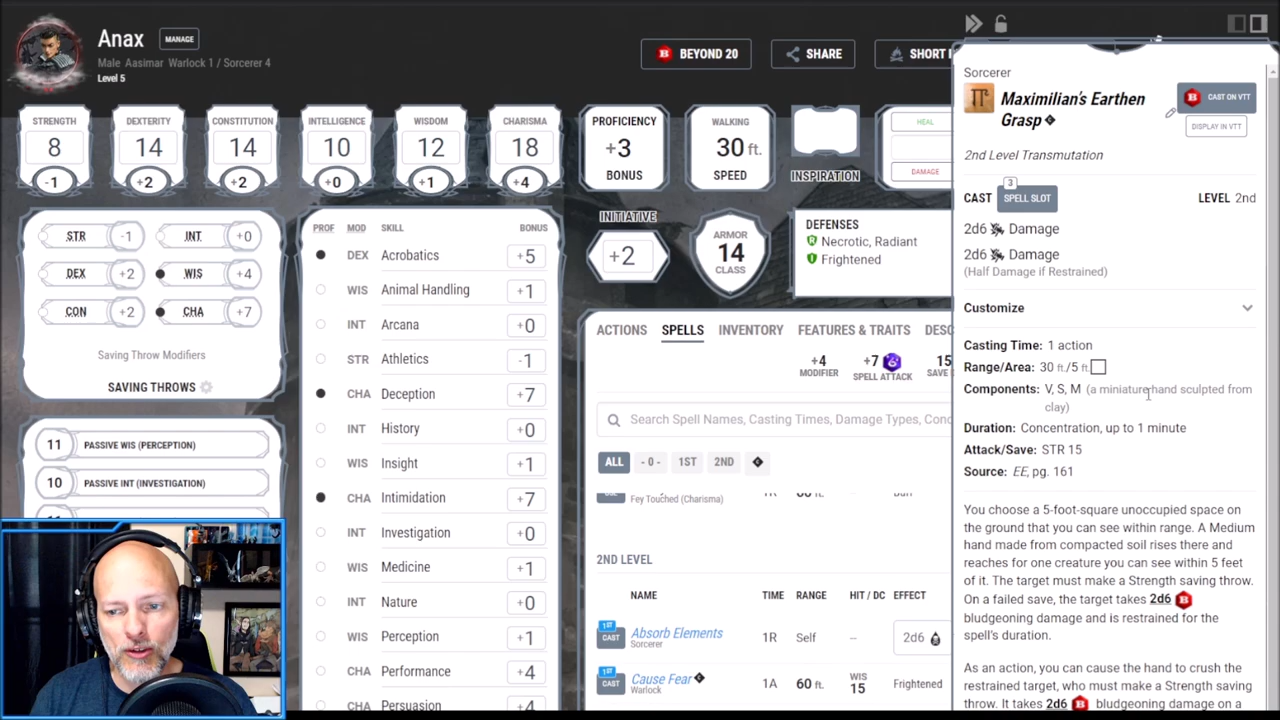 Anax
MANAGE
Male Aasimar Warlock 1 / Sorcerer 4
Level 5
B BEYOND 20
SHARE
SHORT
STRENGTH
8
-1
DEXTERITY
14
+2
CONSTITUTION
14
+2
INTELLIGENCE
10
+0
WISDOM
12
+1
CHARISMA
18
+4
PROFICIENCY
+3
BONUS
WALKING
30 ft.
SPEED
INSPIRATION
HEAL
DAMAGE
STR -1
INT +0
DEX +2
WIS +4
CON +2
CHA +7
Saving Throw Modifiers
SAVING THROWS
11 PASSIVE WIS (PERCEPTION)
10 PASSIVE INT (INVESTIGATION)
PROF MOD SKILL BONUS
DEX Acrobatics +5
WIS Animal Handling +1
INT Arcana +0
STR Athletics -1
CHA Deception +7
INT History +0
WIS Insight +1
CHA Intimidation +7
INT Investigation +0
WIS Medicine +1
INT Nature +0
WIS Perception +1
CHA Performance +4
CHA Persuasion +4
INITIATIVE
+2
ARMOR
14
CLASS
DEFENSES
Necrotic, Radiant
Frightened
ACTIONS SPELLS INVENTORY FEATURES & TRAITS DESC
+4
MODIFIER
+7
SPELL ATTACK
15
SAVE
Search Spell Names, Casting Times, Damage Types, Conc
ALL - 0 - 1ST 2ND
Fey Touched (Charisma)
2ND LEVEL
NAME TIME RANGE HIT / DC EFFECT
1ST
CAST
Absorb Elements
Sorcerer
1R Self -- 2d6
1ST
CAST
Cause Fear
Warlock
1A 60 ft. WIS
15
Frightened
Sorcerer
Maximilian's Earthen
Grasp
B CAST ON VTT
DISPLAY IN VTT
2nd Level Transmutation
3
CAST SPELL SLOT LEVEL 2nd
2d6 Damage
2d6 Damage
(Half Damage if Restrained)
Customize
Casting Time: 1 action
Range/Area: 30 ft./5 ft.
Components: V, S, M (a miniature hand sculpted from
clay)
Duration: Concentration, up to 1 minute
Attack/Save: STR 15
Source: EE, pg. 161
You choose a 5-foot-square unoccupied space on
the ground that you can see within range. A Medium
hand made from compacted soil rises there and
reaches for one creature you can see within 5 feet
of it. The target must make a Strength saving throw.
On a failed save, the target takes 2d6 B
bludgeoning damage and is restrained for the
spell's duration.
As an action, you can cause the hand to crush the
restrained target, who must make a Strength saving
throw. It takes 2d6 B bludgeoning damage on a